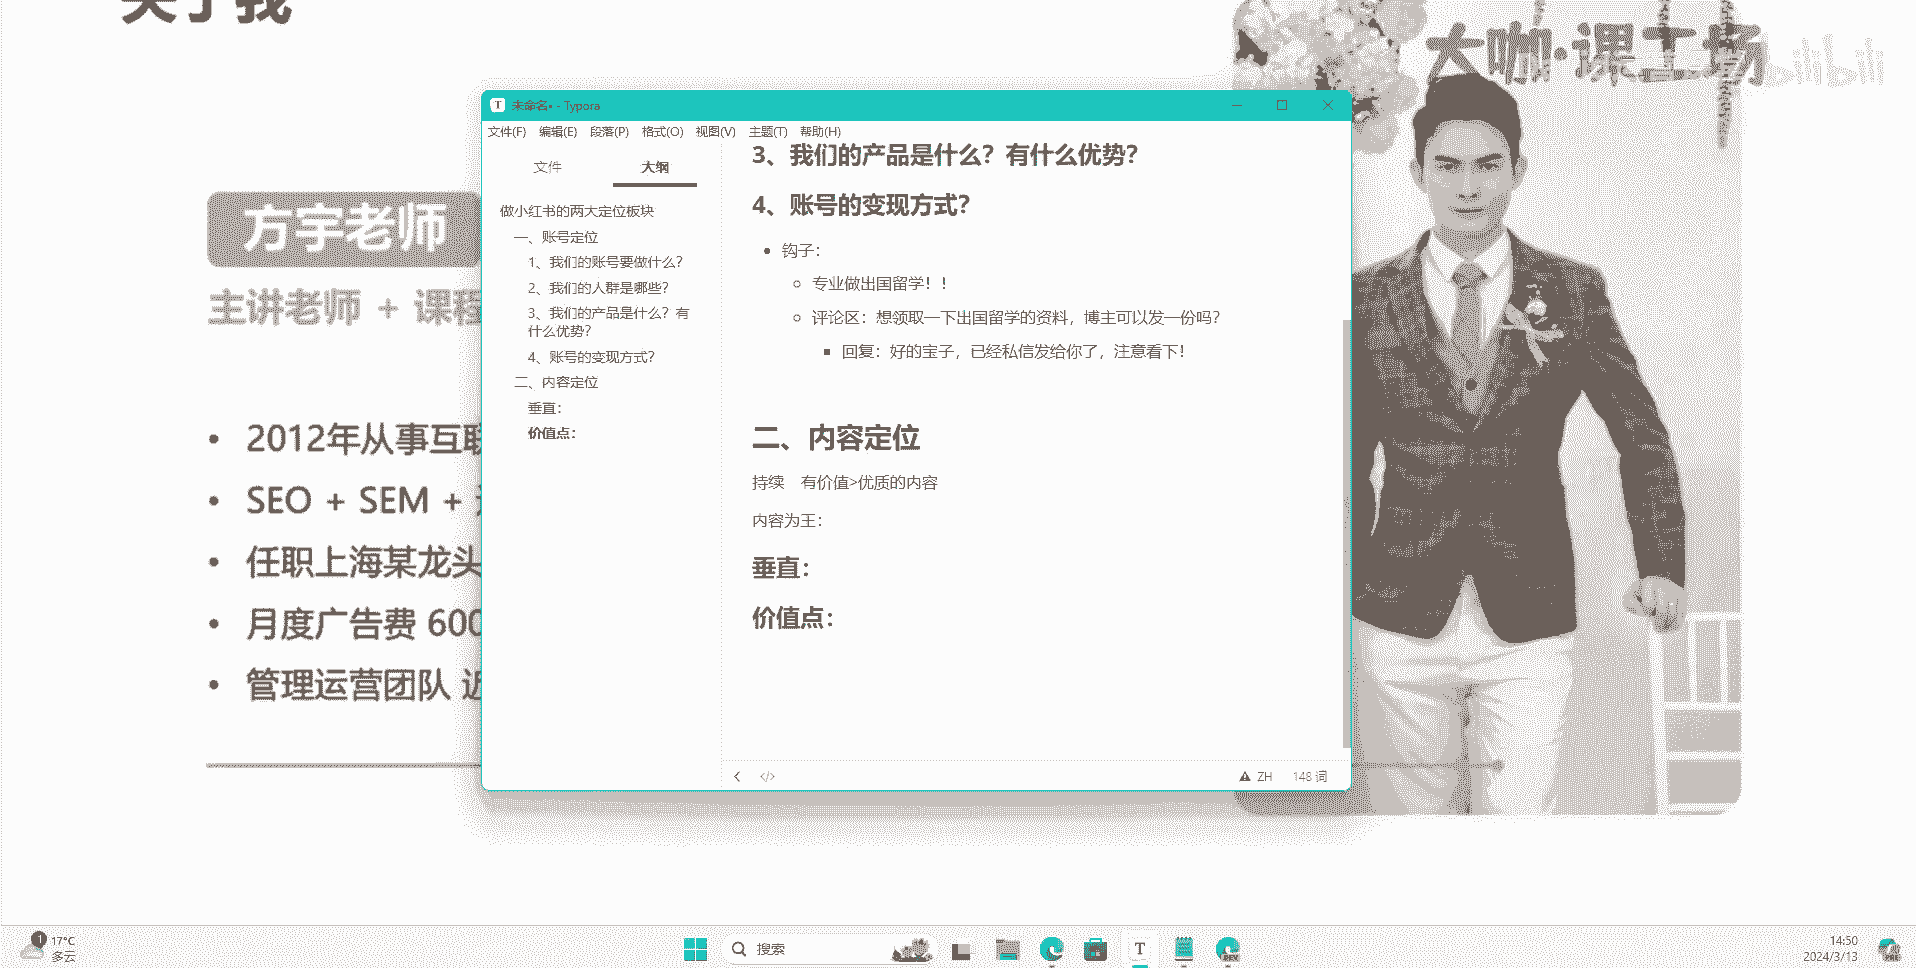 关于我
大咖·课工场
bilibili
方宇老师
主讲老师 + 课程
2012年从事互联
SEO + SEM +
任职上海某龙头
月度广告费 600
管理运营团队 近
未命名• - Typora
文件(F) 编辑(E) 段落(P) 格式(O) 视图(V) 主题(T) 帮助(H)
文件 大纲
做小红书的两大定位板块
一、账号定位
1、我们的账号要做什么?
2、我们的人群是哪些?
3、我们的产品是什么? 有
什么优势?
4、账号的变现方式?
二、内容定位
垂直:
价值点:
3、我们的产品是什么? 有什么优势?
4、账号的变现方式?
钩子:
专业做出国留学!!
评论区: 想领取一下出国留学的资料, 博主可以发一份吗?
回复: 好的宝子, 已经私信发给你了, 注意看下!
二、内容定位
持续 有价值>优质的内容
内容为王:
垂直:
价值点:
ZH 148 词
1 17°C
多云
搜索
14:50
2024/3/13